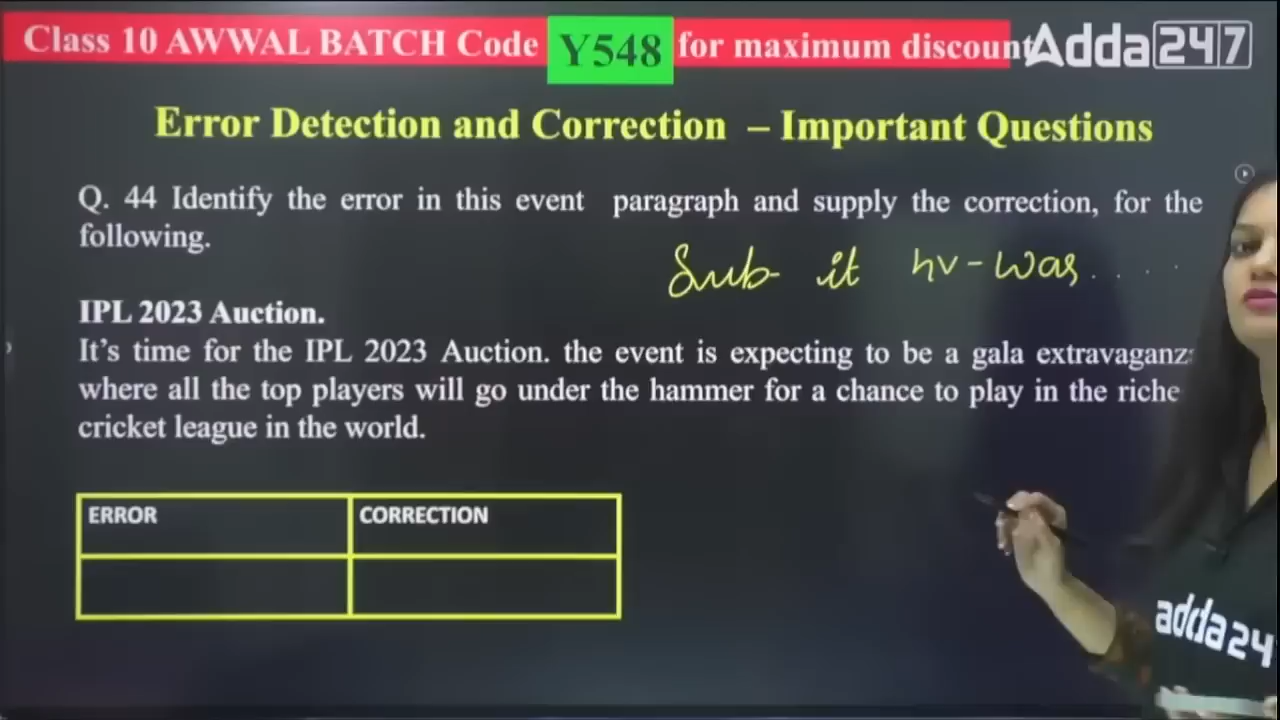 Class 10 AWWAL BATCH Code Y548 for maximum discount
Adda247
Error Detection and Correction – Important Questions
Q. 44 Identify the error in this event paragraph and supply the correction, for the
following.
Sub it hv-was.....
IPL 2023 Auction.
It's time for the IPL 2023 Auction. the event is expecting to be a gala extravaganz
where all the top players will go under the hammer for a chance to play in the riche
cricket league in the world.
ERROR CORRECTION
adda24